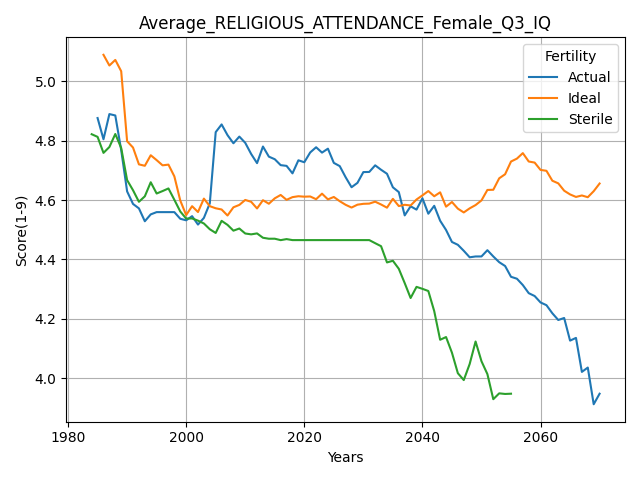 Average_RELIGIOUS_ATTENDANCE_Female_Q3_IQ
Fertility
Actual
Ideal
Sterile
Score(1-9)
5.0
4.8
4.6
4.4
4.2
4.0
1980 2000 2020 2040 2060
Years